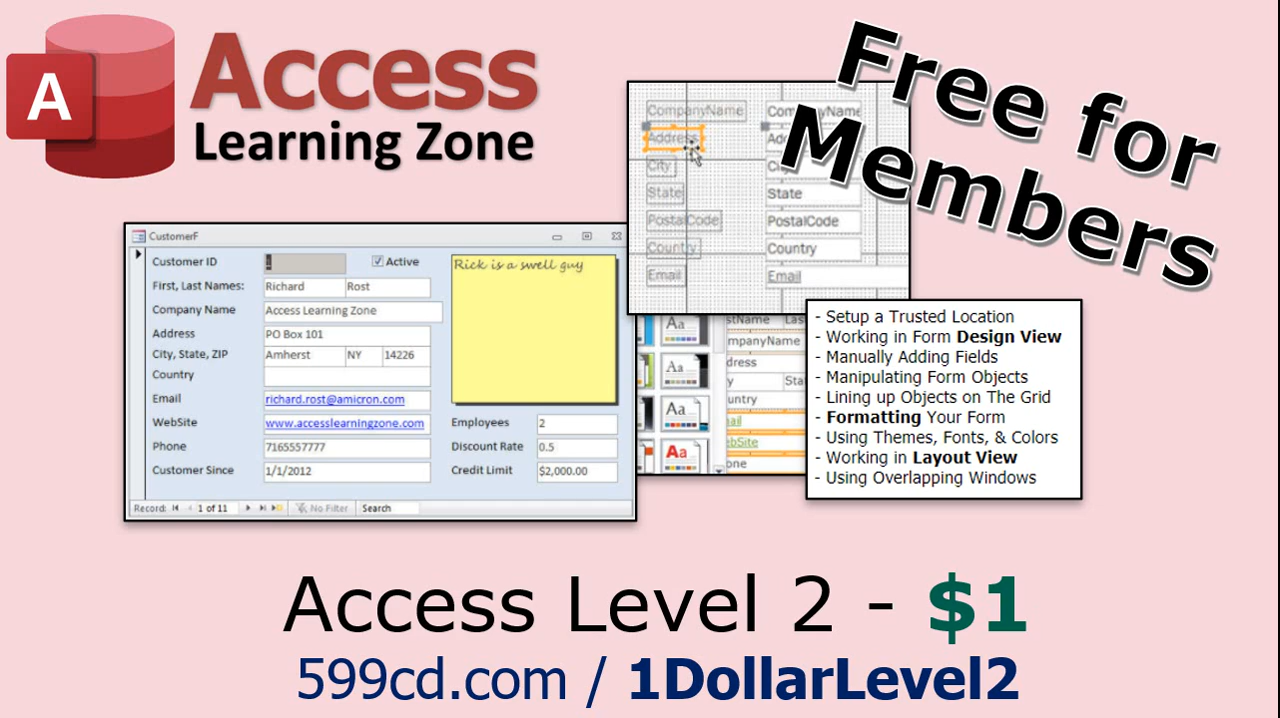 A
Access
Learning Zone
Free for
Members
CompanyName CompanyName
Address
City
State State
PostalCode PostalCode
Country Country
Email Email
CustomerF
Customer ID
Active
First, Last Names: Richard Rost
Company Name Access Learning Zone
Address PO Box 101
City, State, ZIP Amherst NY 14226
Country
Email richard.rost@amicron.com
WebSite www.accesslearningzone.com
Phone 7165557777
Customer Since 1/1/2012
Rick is a swell guy
Employees 2
Discount Rate 0.5
Credit Limit $2,000.00
Record: 1 of 11 No Filter Search
Aa
Aa
Aa
Aa
- Setup a Trusted Location
- Working in Form Design View
- Manually Adding Fields
- Manipulating Form Objects
- Lining up Objects on The Grid
- Formatting Your Form
- Using Themes, Fonts, & Colors
- Working in Layout View
- Using Overlapping Windows
Access Level 2 - $1
599cd.com / 1DollarLevel2